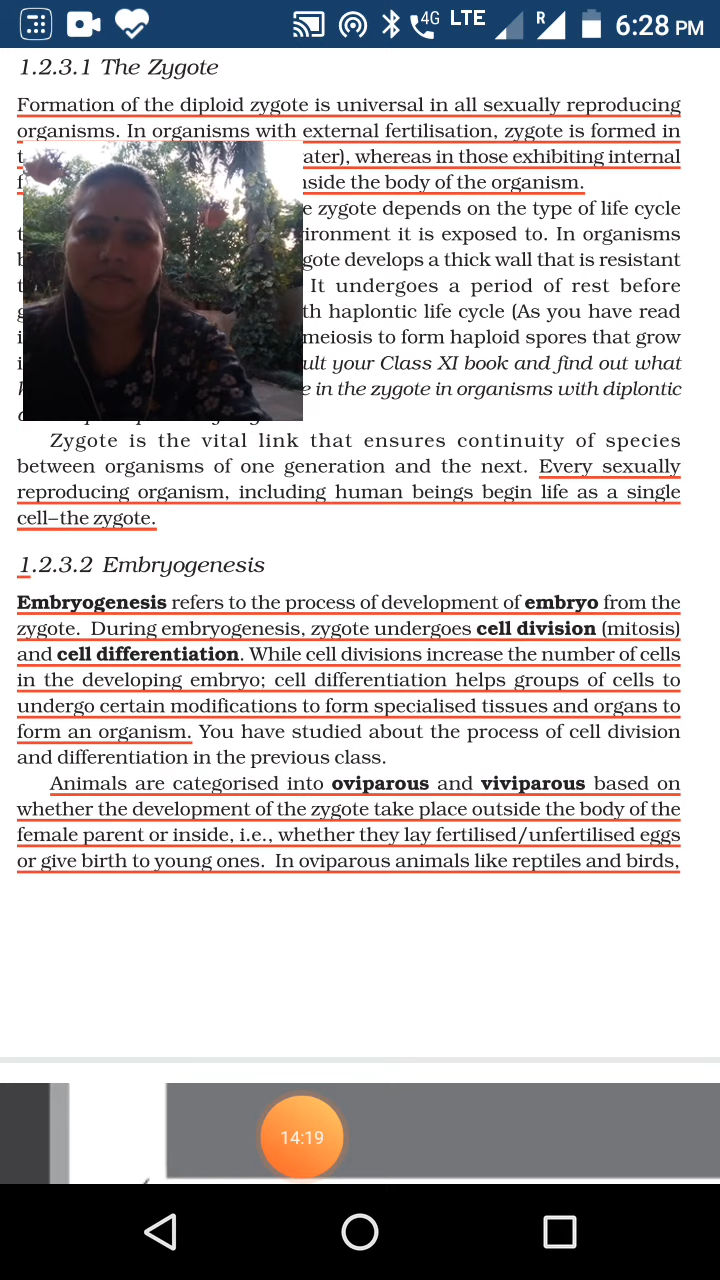 4G LTE R 6:28 PM
1.2.3.1 The Zygote
Formation of the diploid zygote is universal in all sexually reproducing
organisms. In organisms with external fertilisation, zygote is formed in
ater), whereas in those exhibiting internal
nside the body of the organism.
e zygote depends on the type of life cycle
ironment it is exposed to. In organisms
gote develops a thick wall that is resistant
It undergoes a period of rest before
th haplontic life cycle (As you have read
meiosis to form haploid spores that grow
ult your Class XI book and find out what
e in the zygote in organisms with diplontic
Zygote is the vital link that ensures continuity of species
between organisms of one generation and the next. Every sexually
reproducing organism, including human beings begin life as a single
cell–the zygote.
1.2.3.2 Embryogenesis
Embryogenesis refers to the process of development of embryo from the
zygote. During embryogenesis, zygote undergoes cell division (mitosis)
and cell differentiation. While cell divisions increase the number of cells
in the developing embryo; cell differentiation helps groups of cells to
undergo certain modifications to form specialised tissues and organs to
form an organism. You have studied about the process of cell division
and differentiation in the previous class.
Animals are categorised into oviparous and viviparous based on
whether the development of the zygote take place outside the body of the
female parent or inside, i.e., whether they lay fertilised/unfertilised eggs
or give birth to young ones. In oviparous animals like reptiles and birds,
14:19